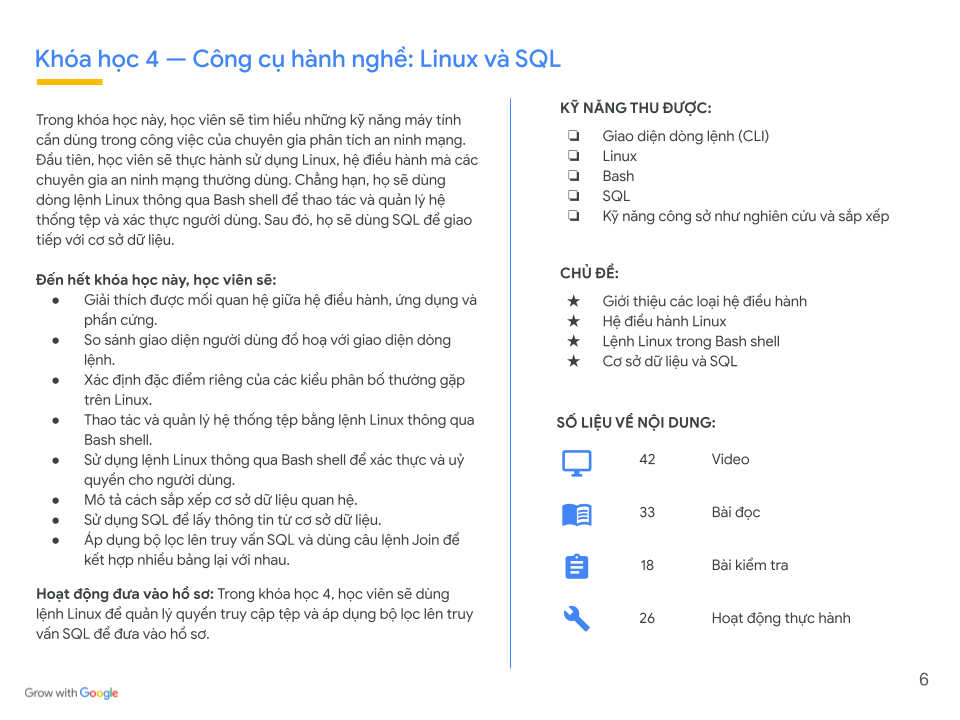 Khóa học 4 — Công cụ hành nghề: Linux và SQL
Trong khóa học này, học viên sẽ tìm hiểu những kỹ năng máy tính
cần dùng trong công việc của chuyên gia phân tích an ninh mạng.
Đầu tiên, học viên sẽ thực hành sử dụng Linux, hệ điều hành mà các
chuyên gia an ninh mạng thường dùng. Chẳng hạn, họ sẽ dùng
dòng lệnh Linux thông qua Bash shell để thao tác và quản lý hệ
thống tệp và xác thực người dùng. Sau đó, họ sẽ dùng SQL để giao
tiếp với cơ sở dữ liệu.
Đến hết khóa học này, học viên sẽ:
● Giải thích được mối quan hệ giữa hệ điều hành, ứng dụng và
phần cứng.
● So sánh giao diện người dùng đồ hoạ với giao diện dòng
lệnh.
● Xác định đặc điểm riêng của các kiểu phân bố thường gặp
trên Linux.
● Thao tác và quản lý hệ thống tệp bằng lệnh Linux thông qua
Bash shell.
● Sử dụng lệnh Linux thông qua Bash shell để xác thực và uỷ
quyền cho người dùng.
● Mô tả cách sắp xếp cơ sở dữ liệu quan hệ.
● Sử dụng SQL để lấy thông tin từ cơ sở dữ liệu.
● Áp dụng bộ lọc lên truy vấn SQL và dùng câu lệnh Join để
kết hợp nhiều bảng lại với nhau.
Hoạt động đưa vào hồ sơ: Trong khóa học 4, học viên sẽ dùng
lệnh Linux để quản lý quyền truy cập tệp và áp dụng bộ lọc lên truy
vấn SQL để đưa vào hồ sơ.
KỸ NĂNG THU ĐƯỢC:
❏ Giao diện dòng lệnh (CLI)
❏ Linux
❏ Bash
❏ SQL
❏ Kỹ năng công sở như nghiên cứu và sắp xếp
CHỦ ĐỀ:
★ Giới thiệu các loại hệ điều hành
★ Hệ điều hành Linux
★ Lệnh Linux trong Bash shell
★ Cơ sở dữ liệu và SQL
SỐ LIỆU VỀ NỘI DUNG:
42 Video
33 Bài đọc
18 Bài kiểm tra
26 Hoạt động thực hành
Grow with Google
6